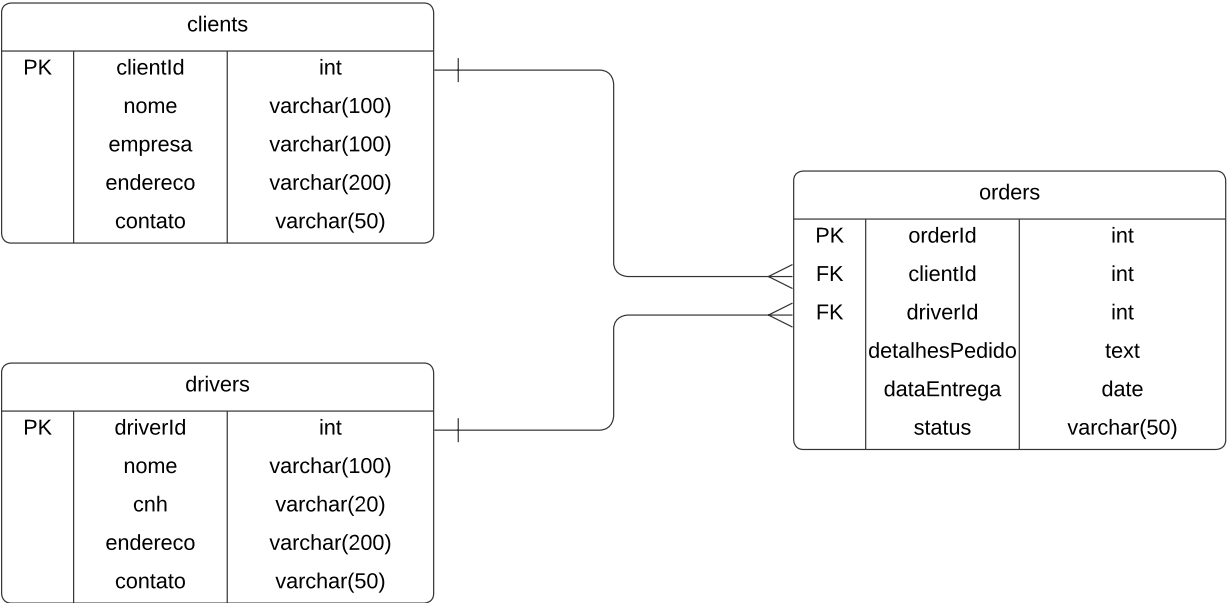 clients
PK clientId int
nome varchar(100)
empresa varchar(100)
endereco varchar(200)
contato varchar(50)
orders
PK orderId int
FK clientId int
FK driverId int
detalhesPedido text
dataEntrega date
status varchar(50)
drivers
PK driverId int
nome varchar(100)
cnh varchar(20)
endereco varchar(200)
contato varchar(50)